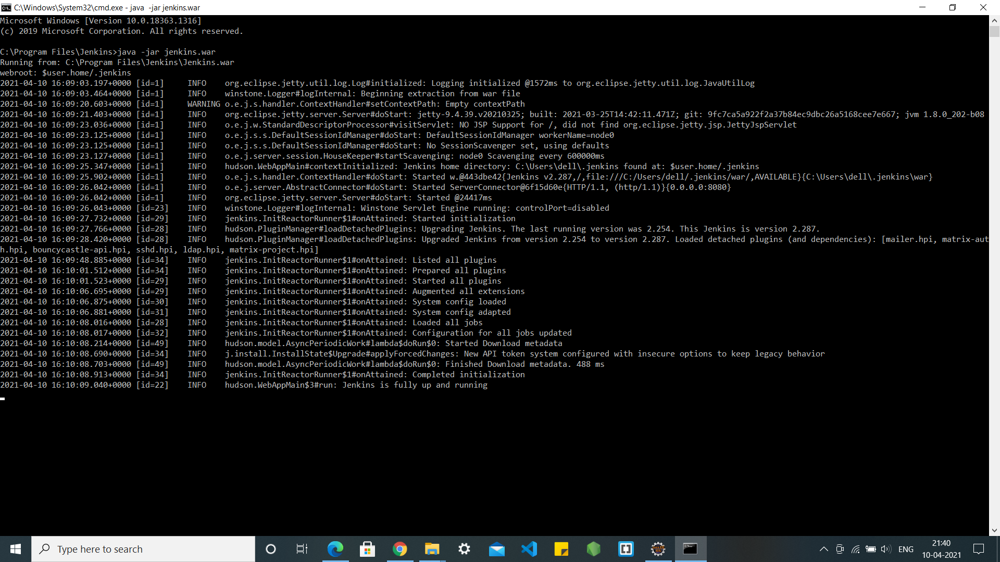 C:\Windows\System32\cmd.exe - java  -jar jenkins.war
Microsoft Windows [Version 10.0.18363.1316]
(c) 2019 Microsoft Corporation. All rights reserved.
C:\Program Files\Jenkins>java -jar jenkins.war
Running from: C:\Program Files\Jenkins\Jenkins.war
webroot: $user.home/.jenkins
2021-04-10 16:09:03.197+0000 [id=1]     INFO    org.eclipse.jetty.util.log.Log#initialized: Logging initialized @1572ms to org.eclipse.jetty.util.log.JavaUtilLog
2021-04-10 16:09:03.464+0000 [id=1]     INFO    winstone.Logger#logInternal: Beginning extraction from war file
2021-04-10 16:09:20.603+0000 [id=1]     WARNING o.e.j.s.handler.ContextHandler#setContextPath: Empty contextPath
2021-04-10 16:09:21.403+0000 [id=1]     INFO    org.eclipse.jetty.server.Server#doStart: jetty-9.4.39.v20210325; built: 2021-03-25T14:42:11.471Z; git: 9fc7ca5a922f2a37b84ec9dbc26a5168cee7e667; jvm 1.8.0_202-b08
2021-04-10 16:09:23.036+0000 [id=1]     INFO    o.e.j.w.StandardDescriptorProcessor#visitServlet: NO JSP Support for /, did not find org.eclipse.jetty.jsp.JettyJspServlet
2021-04-10 16:09:23.125+0000 [id=1]     INFO    o.e.j.s.s.DefaultSessionIdManager#doStart: DefaultSessionIdManager workerName=node0
2021-04-10 16:09:23.125+0000 [id=1]     INFO    o.e.j.s.s.DefaultSessionIdManager#doStart: No SessionScavenger set, using defaults
2021-04-10 16:09:23.127+0000 [id=1]     INFO    o.e.j.server.session.HouseKeeper#startScavenging: node0 Scavenging every 600000ms
2021-04-10 16:09:25.347+0000 [id=1]     INFO    hudson.WebAppMain#contextInitialized: Jenkins home directory: C:\Users\dell\.jenkins found at: $user.home/.jenkins
2021-04-10 16:09:25.902+0000 [id=1]     INFO    o.e.j.s.handler.ContextHandler#doStart: Started w.@443dbe42{Jenkins v2.287,/,file:///C:/Users/dell/.jenkins/war/,AVAILABLE}{C:\Users\dell\.jenkins\war}
2021-04-10 16:09:26.042+0000 [id=1]     INFO    o.e.j.server.AbstractConnector#doStart: Started ServerConnector@6f15d60e{HTTP/1.1, (http/1.1)}{0.0.0.0:8080}
2021-04-10 16:09:26.042+0000 [id=1]     INFO    org.eclipse.jetty.server.Server#doStart: Started @24417ms
2021-04-10 16:09:26.043+0000 [id=23]    INFO    winstone.Logger#logInternal: Winstone Servlet Engine running: controlPort=disabled
2021-04-10 16:09:27.732+0000 [id=29]    INFO    jenkins.InitReactorRunner$1#onAttained: Started initialization
2021-04-10 16:09:27.766+0000 [id=28]    INFO    hudson.PluginManager#loadDetachedPlugins: Upgrading Jenkins. The last running version was 2.254. This Jenkins is version 2.287.
2021-04-10 16:09:28.420+0000 [id=28]    INFO    hudson.PluginManager#loadDetachedPlugins: Upgraded Jenkins from version 2.254 to version 2.287. Loaded detached plugins (and dependencies): [mailer.hpi, matrix-aut
h.hpi, bouncycastle-api.hpi, sshd.hpi, ldap.hpi, matrix-project.hpi]
2021-04-10 16:09:48.885+0000 [id=34]    INFO    jenkins.InitReactorRunner$1#onAttained: Listed all plugins
2021-04-10 16:10:01.512+0000 [id=34]    INFO    jenkins.InitReactorRunner$1#onAttained: Prepared all plugins
2021-04-10 16:10:01.523+0000 [id=29]    INFO    jenkins.InitReactorRunner$1#onAttained: Started all plugins
2021-04-10 16:10:06.695+0000 [id=29]    INFO    jenkins.InitReactorRunner$1#onAttained: Augmented all extensions
2021-04-10 16:10:06.875+0000 [id=30]    INFO    jenkins.InitReactorRunner$1#onAttained: System config loaded
2021-04-10 16:10:06.881+0000 [id=31]    INFO    jenkins.InitReactorRunner$1#onAttained: System config adapted
2021-04-10 16:10:08.016+0000 [id=28]    INFO    jenkins.InitReactorRunner$1#onAttained: Loaded all jobs
2021-04-10 16:10:08.017+0000 [id=32]    INFO    jenkins.InitReactorRunner$1#onAttained: Configuration for all jobs updated
2021-04-10 16:10:08.214+0000 [id=49]    INFO    hudson.model.AsyncPeriodicWork#lambda$doRun$0: Started Download metadata
2021-04-10 16:10:08.690+0000 [id=34]    INFO    j.install.InstallState$Upgrade#applyForcedChanges: New API token system configured with insecure options to keep legacy behavior
2021-04-10 16:10:08.703+0000 [id=49]    INFO    hudson.model.AsyncPeriodicWork#lambda$doRun$0: Finished Download metadata. 488 ms
2021-04-10 16:10:08.913+0000 [id=34]    INFO    jenkins.InitReactorRunner$1#onAttained: Completed initialization
2021-04-10 16:10:09.040+0000 [id=22]    INFO    hudson.WebAppMain$3#run: Jenkins is fully up and running
Type here to search
ENG
21:40
10-04-2021